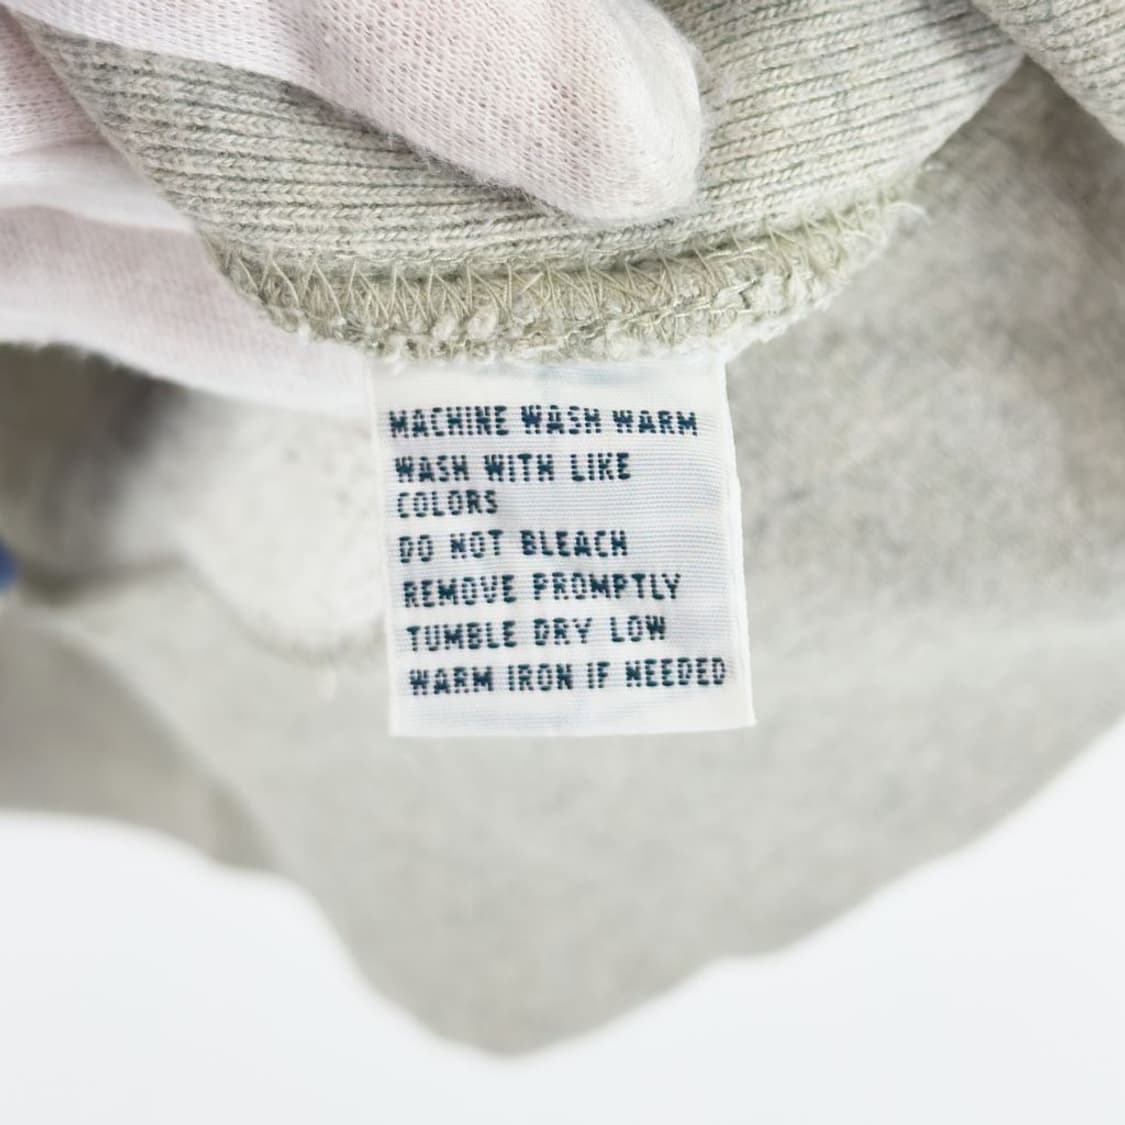 MACHINE WASH WARM
WASH WITH LIKE
COLORS
DO NOT BLEACH
REMOVE PROMPTLY
TUMBLE DRY LOW
WARM IRON IF NEEDED